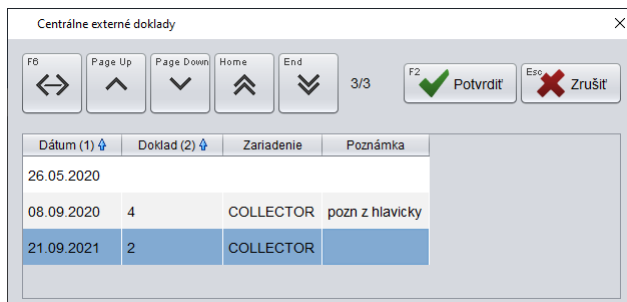 Centrálne externé doklady
F6 Page Up Page Down Home End 3/3 F2 Potvrdiť Esc Zrušiť
Dátum (1) Doklad (2) Zariadenie Poznámka
26.05.2020
08.09.2020 4 COLLECTOR pozn z hlavicky
21.09.2021 2 COLLECTOR